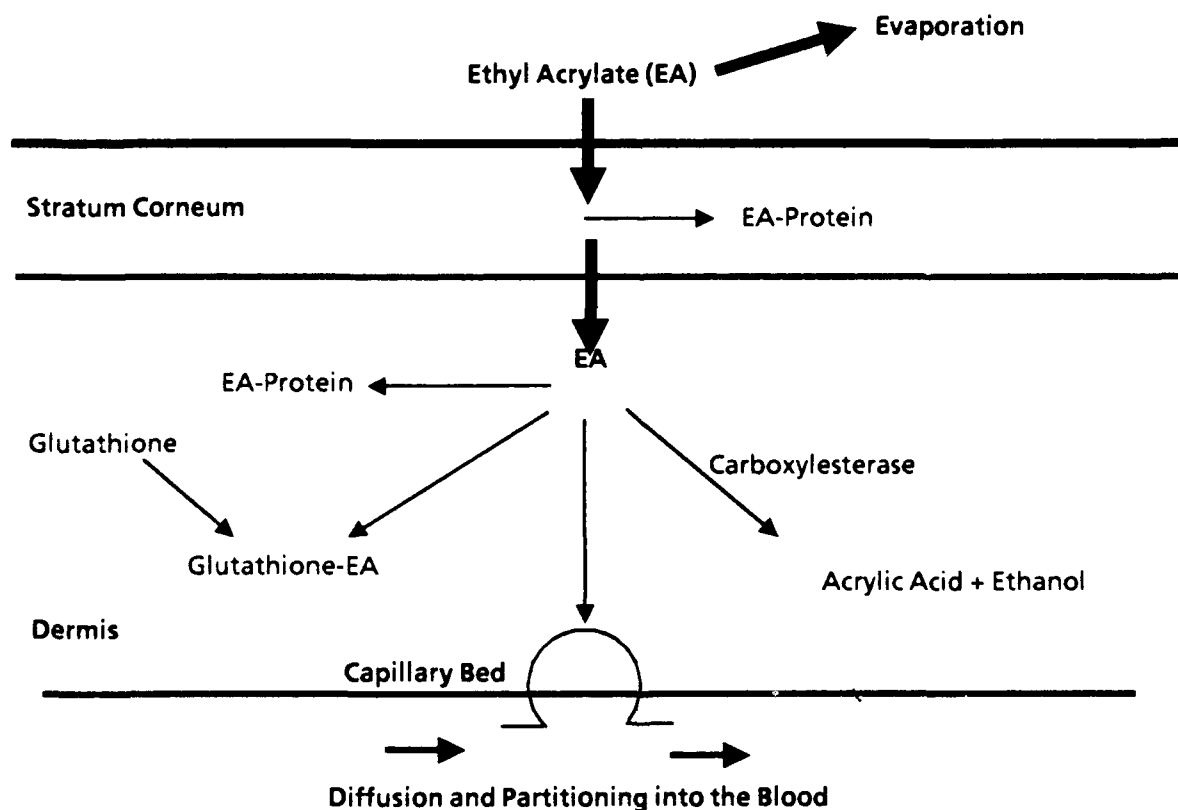 Evaporation
Ethyl Acrylate (EA)
Stratum Corneum
EA-Protein
EA
EA-Protein
Glutathione
Carboxylesterase
Glutathione-EA
Acrylic Acid + Ethanol
Dermis
Capillary Bed
Diffusion and Partitioning into the Blood